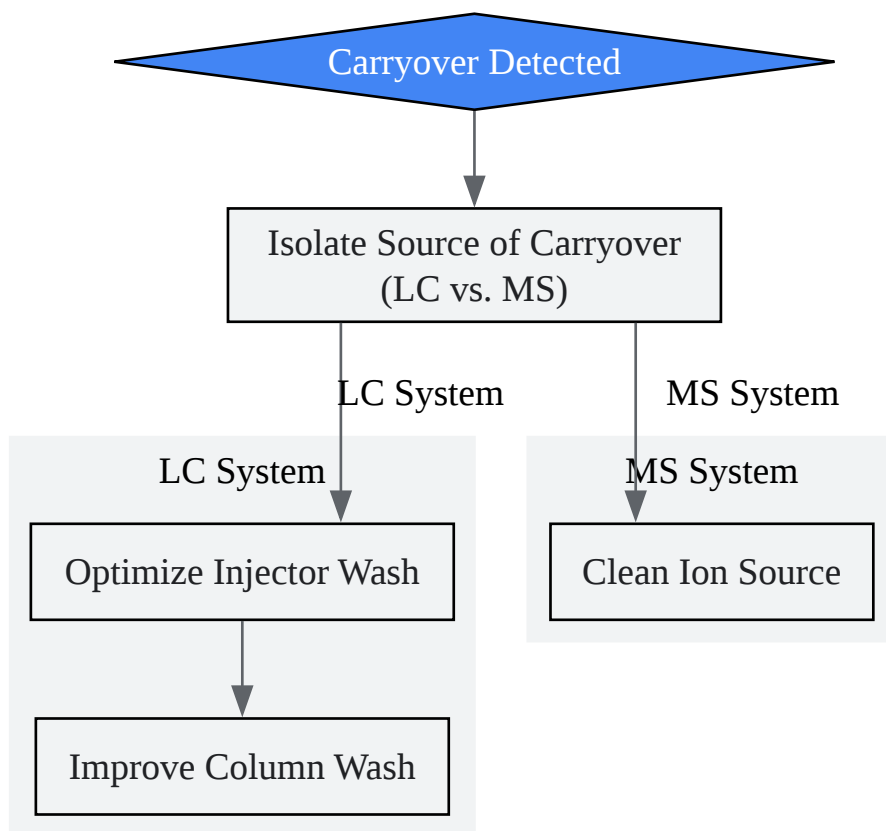 Carryover Detected
Isolate Source of Carryover
(LC vs. MS)
LC System
MS System
LC System
MS System
Optimize Injector Wash
Clean Ion Source
Improve Column Wash